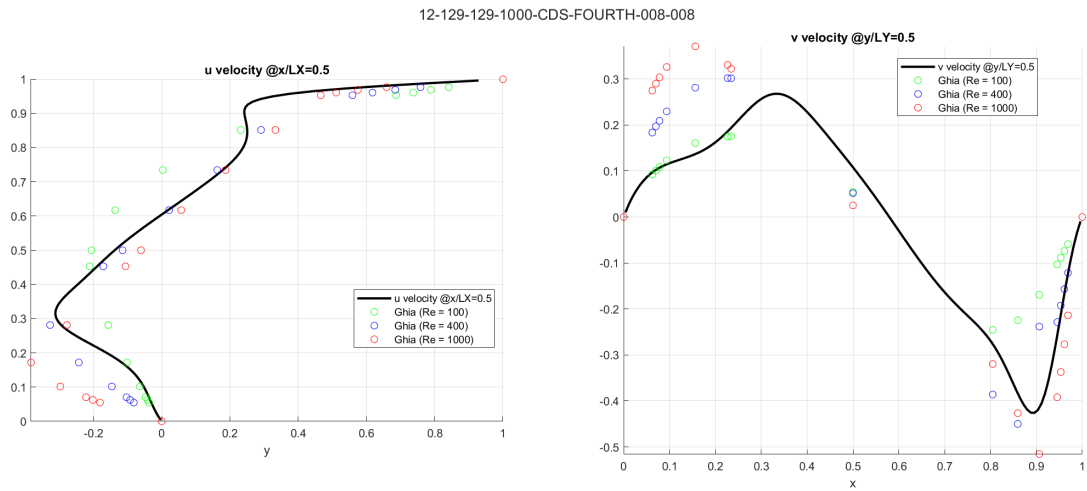 12-129-129-1000-CDS-FOURTH-008-008
u velocity @x/LX=0.5
1
0.9
0.8
0.7
0.6
0.5
0.4
0.3
0.2
0.1
0
-0.2
0
0.2
0.4
0.6
0.8
1
y
u velocity @x/LX=0.5
Ghia (Re = 100)
Ghia (Re = 400)
Ghia (Re = 1000)
v velocity @y/LY=0.5
0.3
0.2
0.1
0
-0.1
-0.2
-0.3
-0.4
-0.5
0
0.1
0.2
0.3
0.4
0.5
0.6
0.7
0.8
0.9
1
x
v velocity @y/LY=0.5
Ghia (Re = 100)
Ghia (Re = 400)
Ghia (Re = 1000)